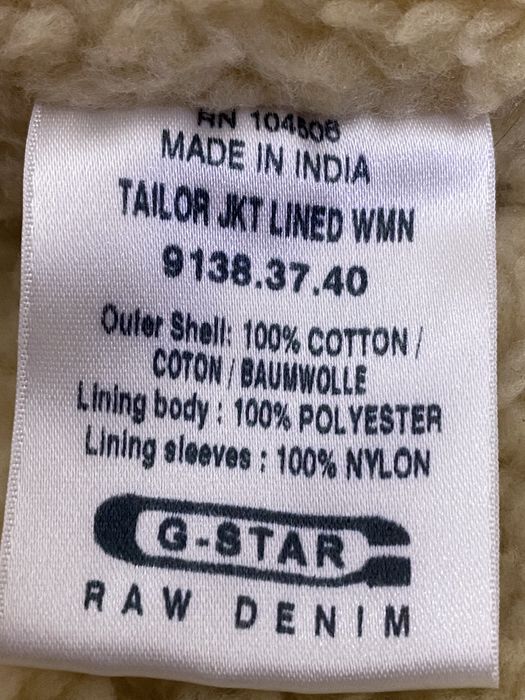 RN 104608
MADE IN INDIA
TAILOR JKT LINED WMN
9138.37.40
Outer Shell: 100% COTTON /
COTON / BAUMWOLLE
Lining body : 100% POLYESTER
Lining sleeves : 100% NYLON
G-STAR
RAW DENIM